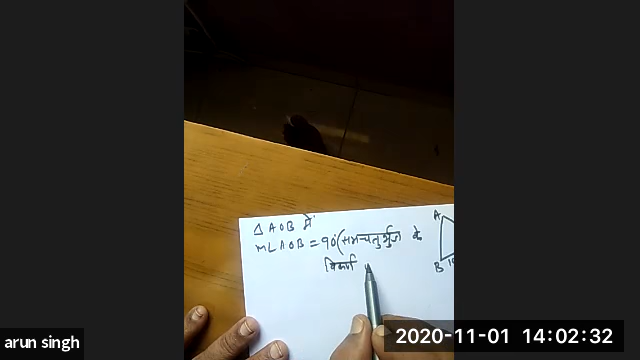 Δ AOB में
m∠AOB = 90°(समचतुर्भुज के
विकर्ण
A
B
arun singh
2020-11-01 14:02:32